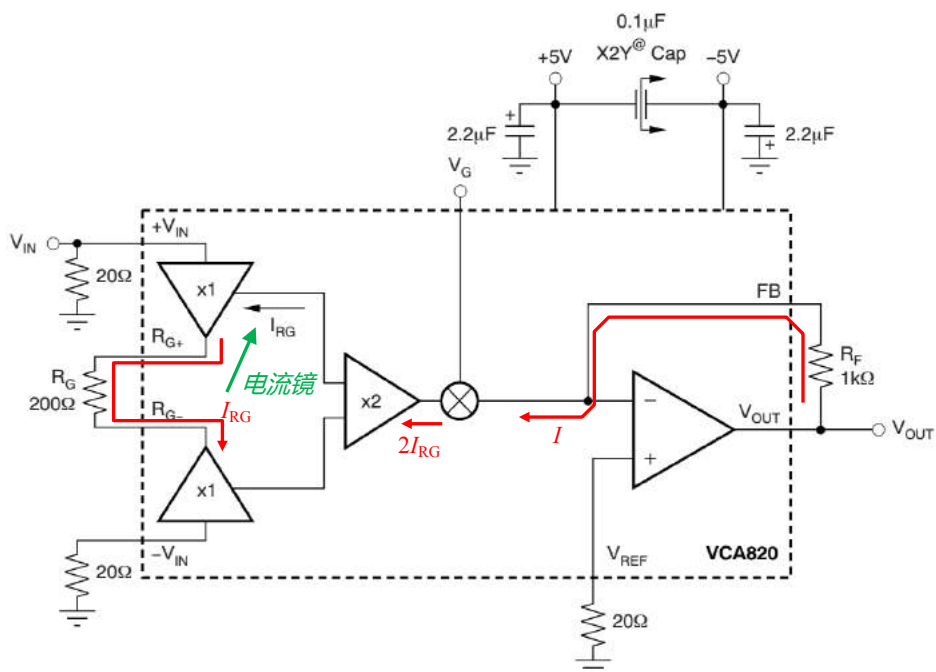 0.1µF
X2Y@ Cap
+5V
−5V
+
2.2µF
2.2µF
+
VG
+VIN
VIN
20Ω
x1
IRG
FB
RG+
RG
200Ω
电流镜
RF
1kΩ
RG−
IRG
x2
2IRG
I
−
VOUT
VOUT
+
x1
−VIN
VREF
VCA820
20Ω
20Ω